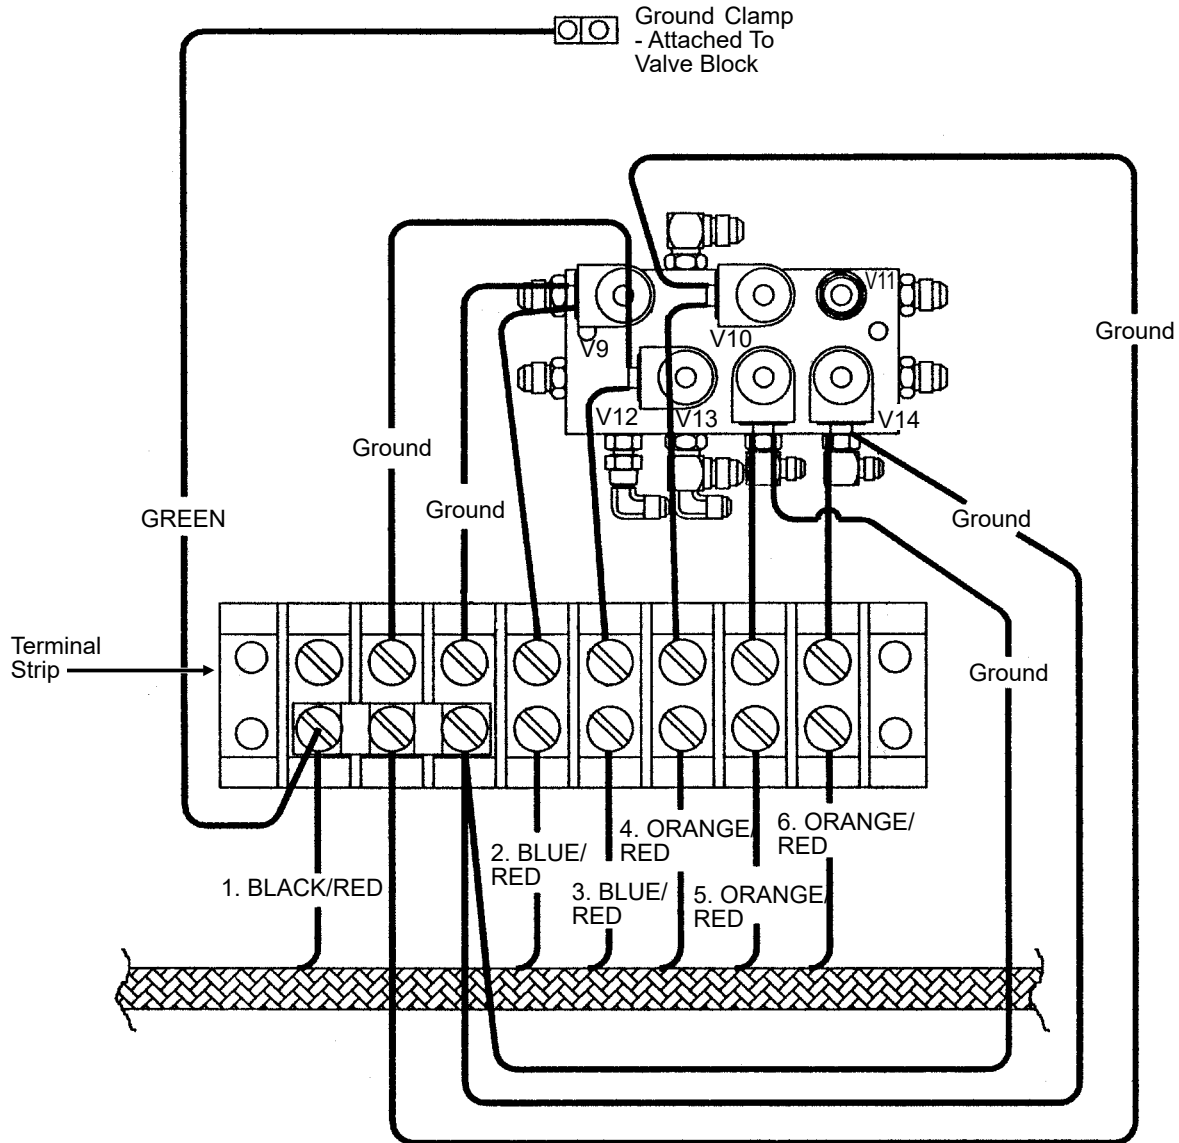 Ground Clamp
- Attached To
Valve Block
V11
Ground
V10
V9
V12
V13
V14
Ground
Ground
GREEN
Ground
Terminal
Strip
Ground
4. ORANGE/
RED
6. ORANGE/
2. BLUE/
RED
RED
1. BLACK/RED
3. BLUE/
RED
5. ORANGE/
RED